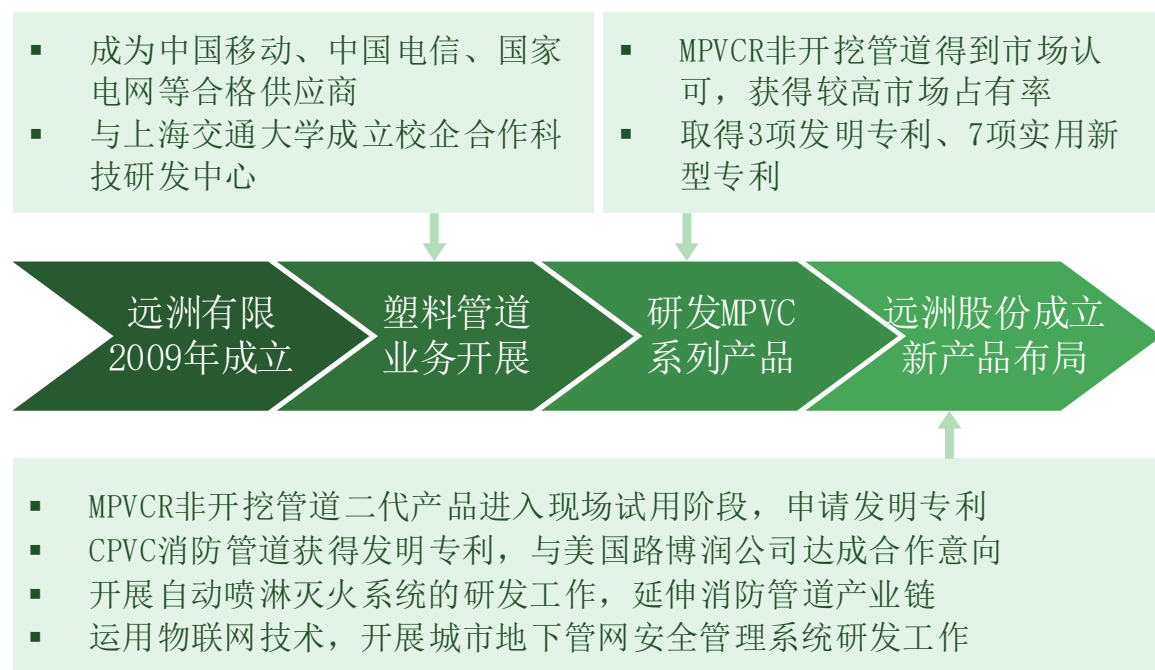 ▪ 成为中国移动、中国电信、国家
电网等合格供应商
▪ 与上海交通大学成立校企合作科
技研发中心
▪ MPVCR非开挖管道得到市场认
可，获得较高市场占有率
▪ 取得3项发明专利、7项实用新
型专利
远洲有限
2009年成立
塑料管道
业务开展
研发MPVC
系列产品
远洲股份成立
新产品布局
▪ MPVCR非开挖管道二代产品进入现场试用阶段，申请发明专利
▪ CPVC消防管道获得发明专利，与美国路博润公司达成合作意向
▪ 开展自动喷淋灭火系统的研发工作，延伸消防管道产业链
▪ 运用物联网技术，开展城市地下管网安全管理系统研发工作